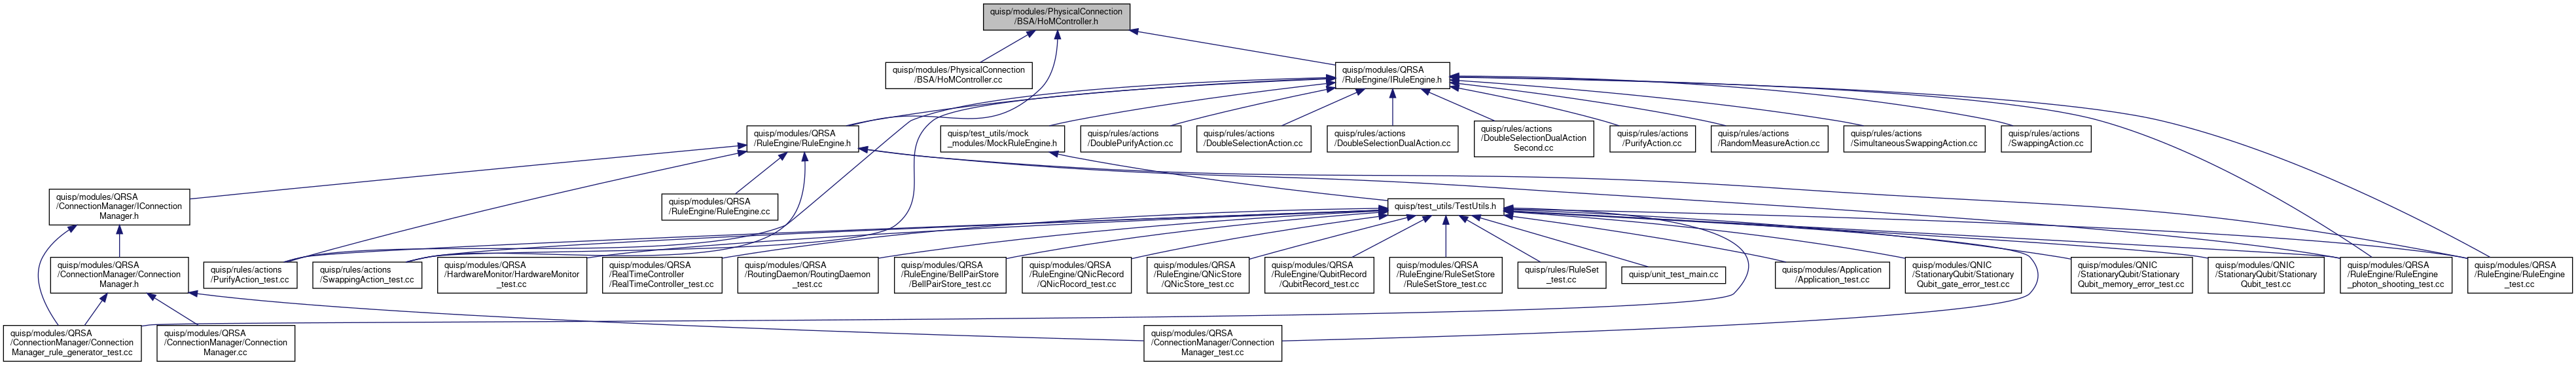 quisp/modules/PhysicalConnection
/BSA/HoMController.h
quisp/modules/PhysicalConnection
/BSA/HoMController.cc
quisp/modules/QRSA
/RuleEngine/IRuleEngine.h
quisp/modules/QRSA
/RuleEngine/RuleEngine.h
quisp/test_utils/mock
_modules/MockRuleEngine.h
quisp/rules/actions
/DoublePurifyAction.cc
quisp/rules/actions
/DoubleSelectionAction.cc
quisp/rules/actions
/DoubleSelectionDualAction.cc
quisp/rules/actions
/DoubleSelectionDualAction
Second.cc
quisp/rules/actions
/PurifyAction.cc
quisp/rules/actions
/RandomMeasureAction.cc
quisp/rules/actions
/SimultaneousSwappingAction.cc
quisp/rules/actions
/SwappingAction.cc
quisp/modules/QRSA
/ConnectionManager/IConnection
Manager.h
quisp/modules/QRSA
/RuleEngine/RuleEngine.cc
quisp/test_utils/TestUtils.h
quisp/modules/QRSA
/ConnectionManager/Connection
Manager.h
quisp/rules/actions
/PurifyAction_test.cc
quisp/rules/actions
/SwappingAction_test.cc
quisp/modules/QRSA
/HardwareMonitor/HardwareMonitor
_test.cc
quisp/modules/QRSA
/RealTimeController
/RealTimeController_test.cc
quisp/modules/QRSA
/RoutingDaemon/RoutingDaemon
_test.cc
quisp/modules/QRSA
/RuleEngine/BellPairStore
/BellPairStore_test.cc
quisp/modules/QRSA
/RuleEngine/QNicRecord
/QNicRocord_test.cc
quisp/modules/QRSA
/RuleEngine/QNicStore
/QNicStore_test.cc
quisp/modules/QRSA
/RuleEngine/QubitRecord
/QubitRecord_test.cc
quisp/modules/QRSA
/RuleEngine/RuleSetStore
/RuleSetStore_test.cc
quisp/rules/RuleSet
_test.cc
quisp/unit_test_main.cc
quisp/modules/Application
/Application_test.cc
quisp/modules/QNIC
/StationaryQubit/Stationary
Qubit_gate_error_test.cc
quisp/modules/QNIC
/StationaryQubit/Stationary
Qubit_memory_error_test.cc
quisp/modules/QNIC
/StationaryQubit/Stationary
Qubit_test.cc
quisp/modules/QRSA
/RuleEngine/RuleEngine
_photon_shooting_test.cc
quisp/modules/QRSA
/RuleEngine/RuleEngine
_test.cc
quisp/modules/QRSA
/ConnectionManager/Connection
Manager_rule_generator_test.cc
quisp/modules/QRSA
/ConnectionManager/Connection
Manager.cc
quisp/modules/QRSA
/ConnectionManager/Connection
Manager_test.cc